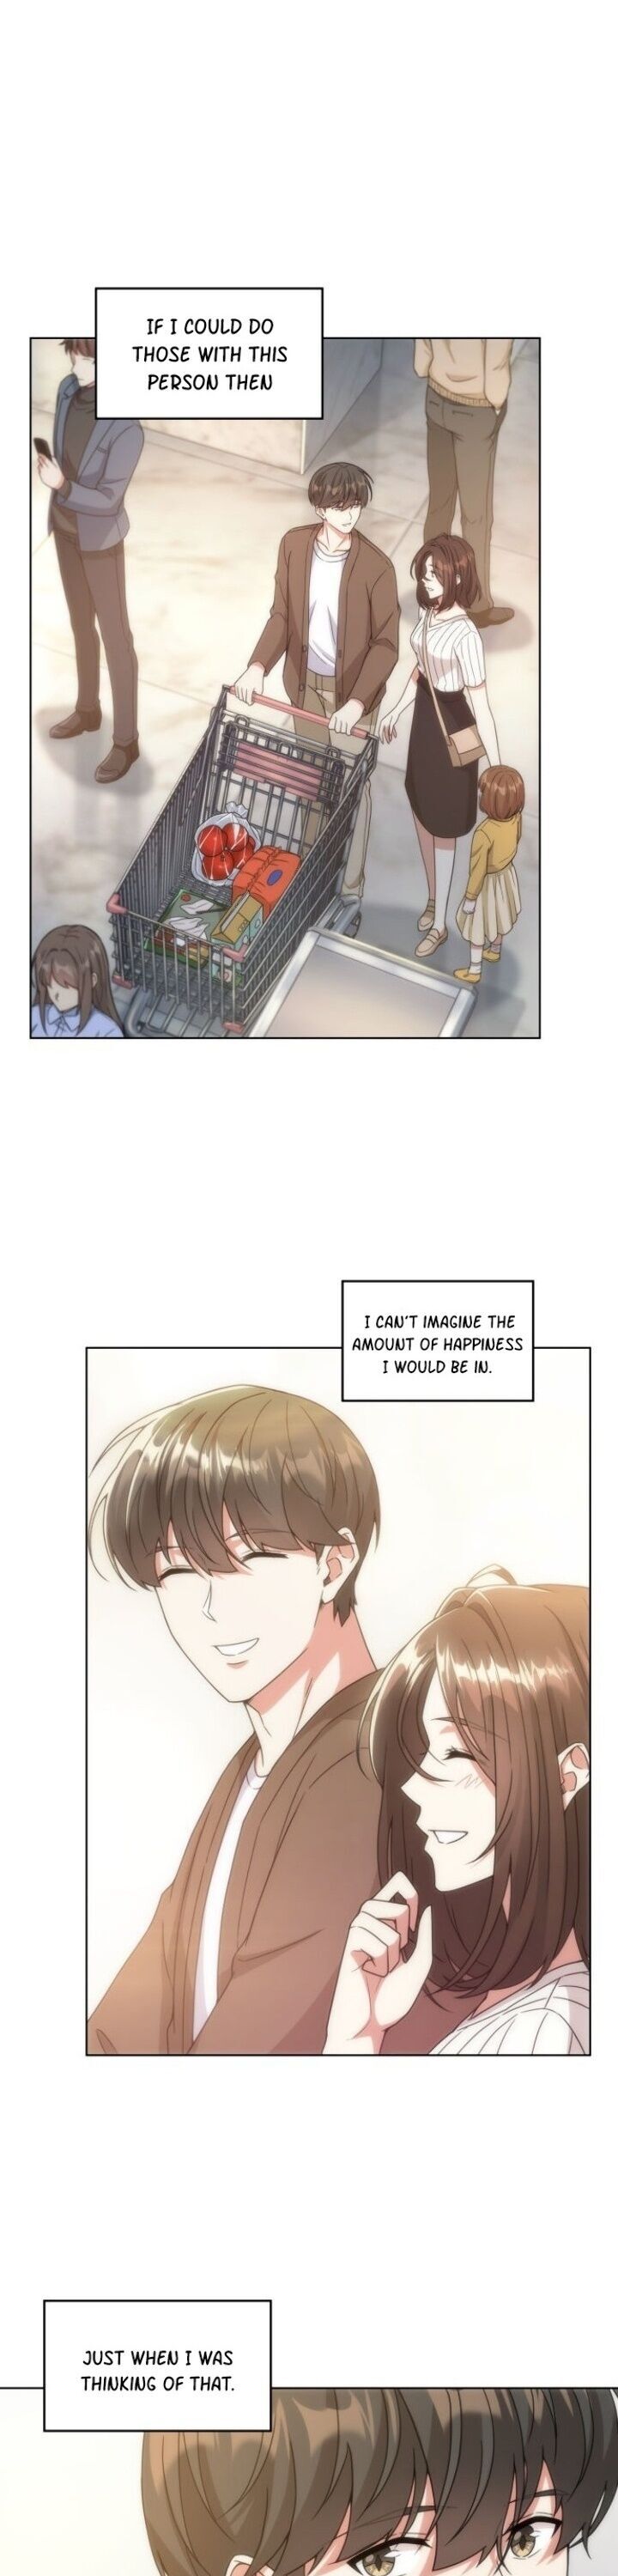 IF I COULD DO
THOSE WITH THIS
PERSON THEN
I CAN'T IMAGINE THE
AMOUNT OF HAPPINESS
I WOULD BE IN.
JUST WHEN I WAS
THINKING OF THAT.